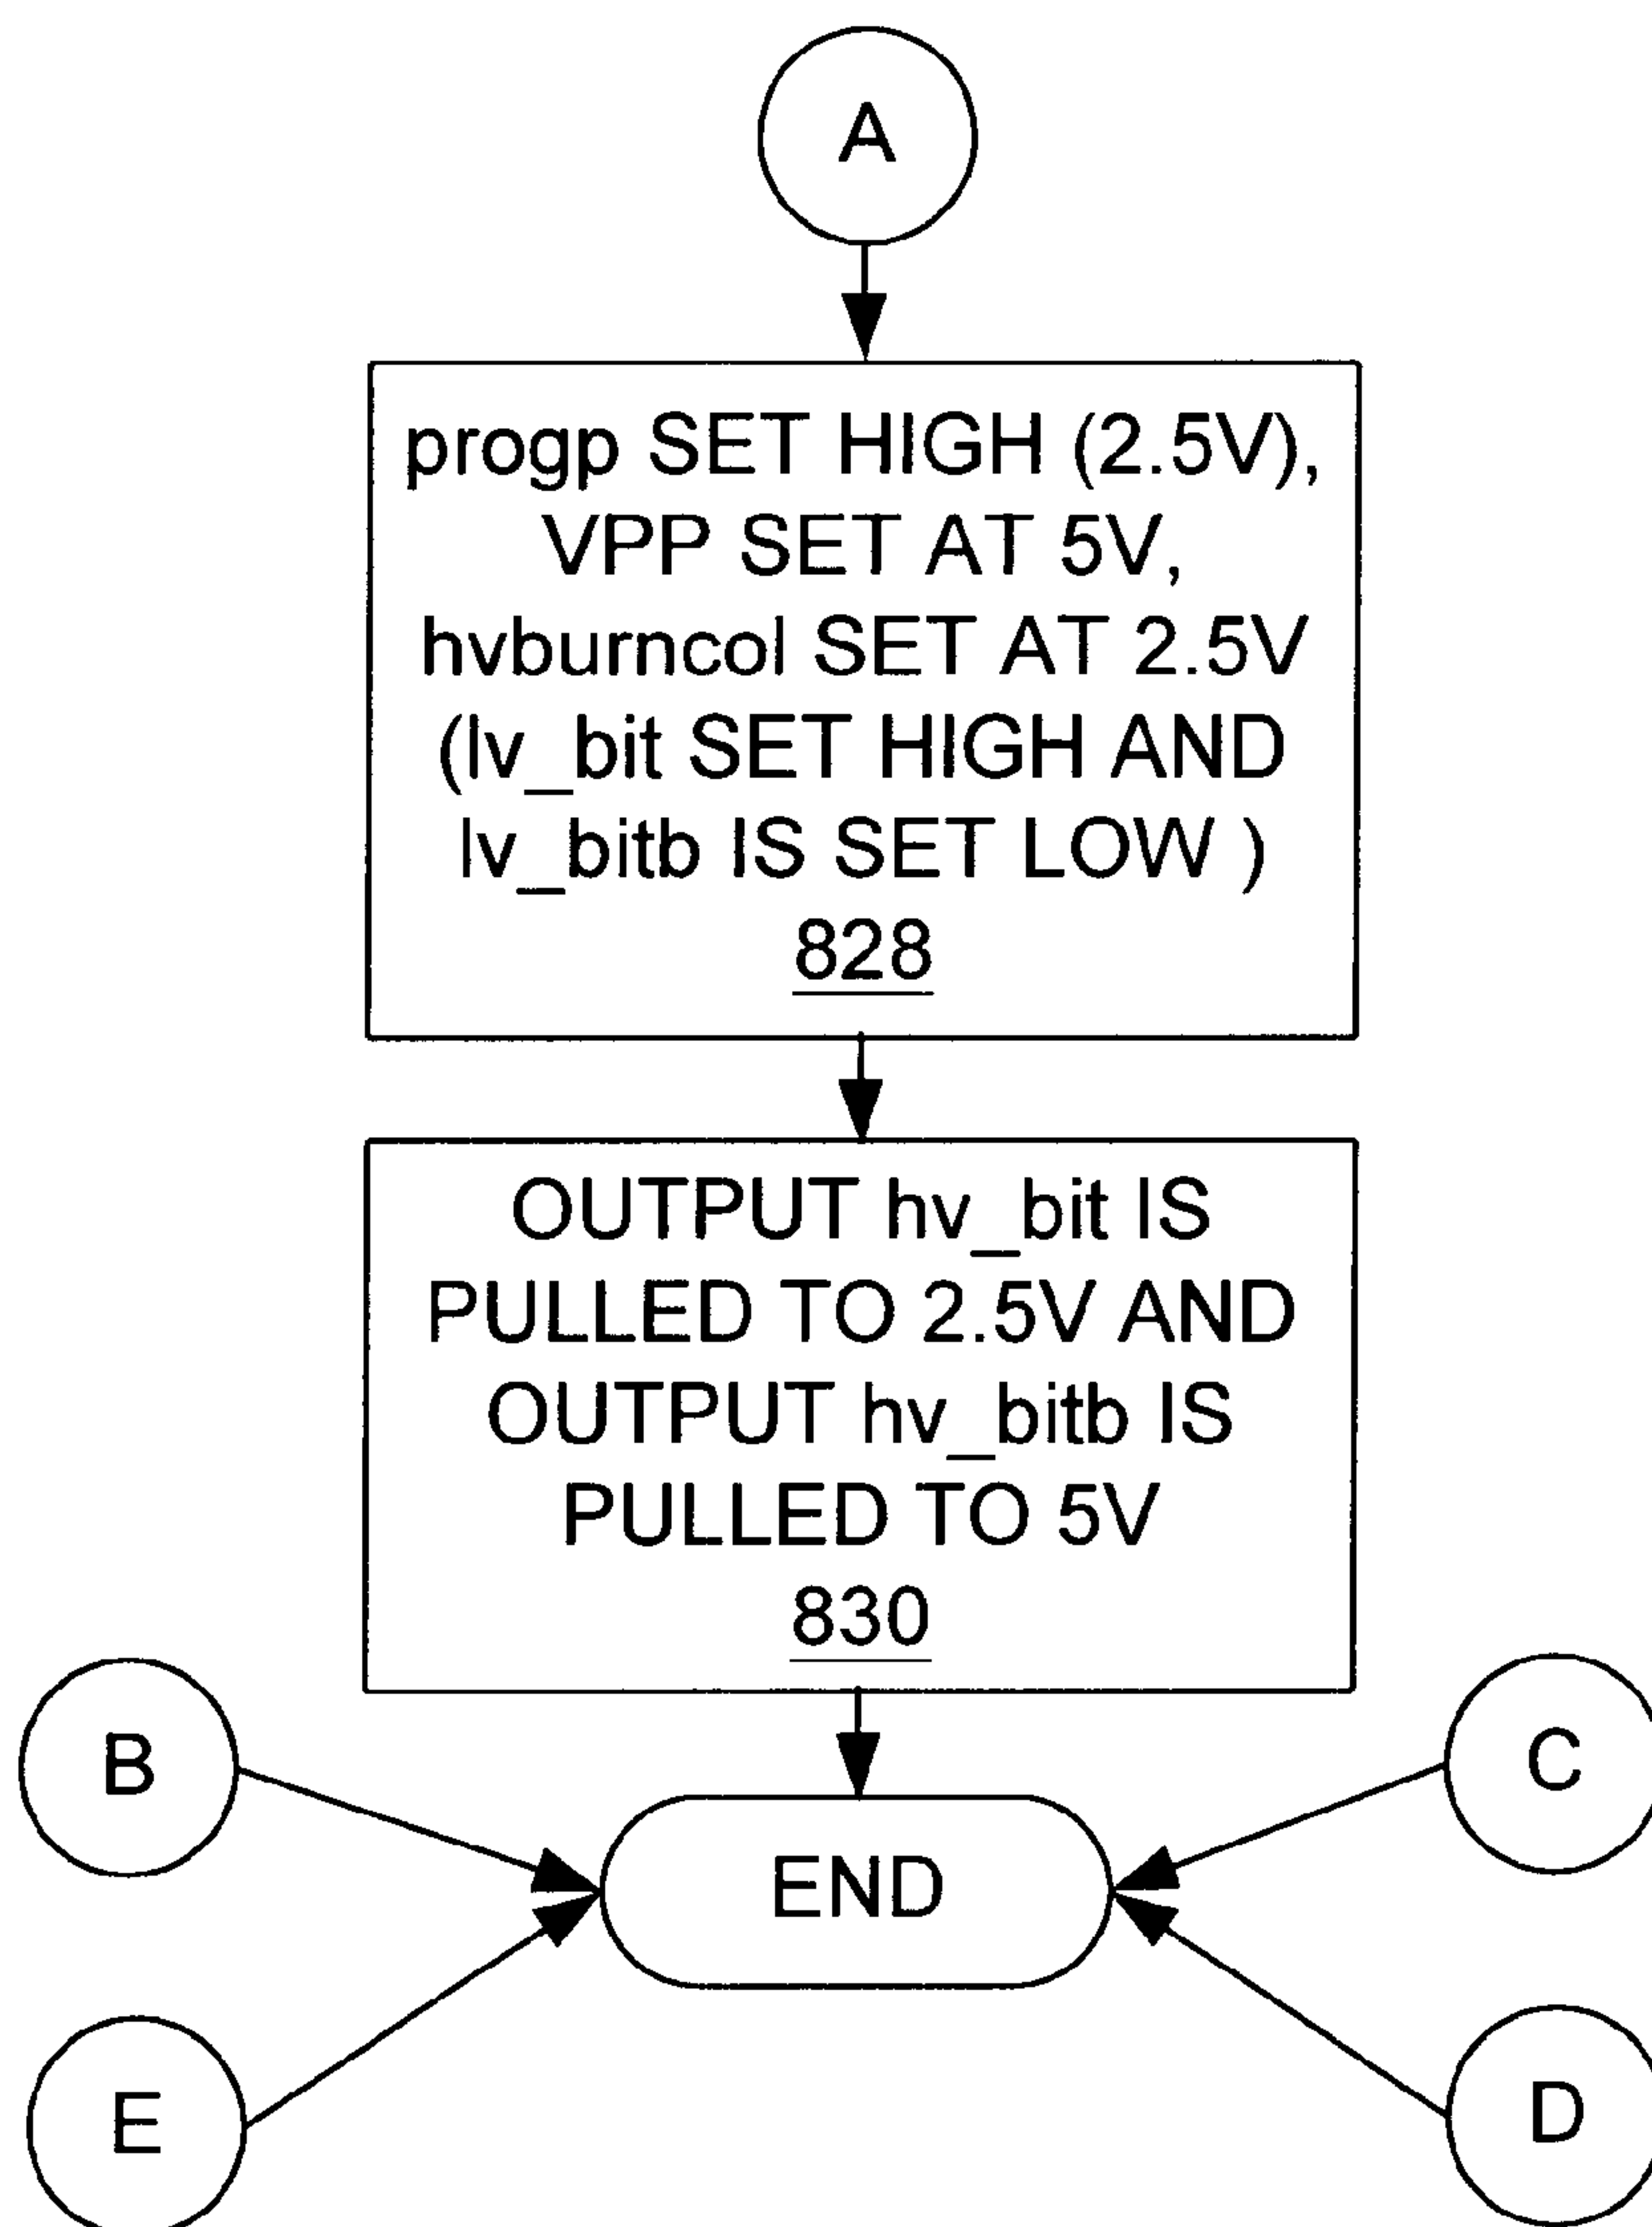 A
progp SET HIGH (2.5V),
VPP SET AT 5V,
hvburncol SET AT 2.5V
(lv_bit SET HIGH AND
lv_bitb IS SET LOW )
828
OUTPUT hv_bit IS
PULLED TO 2.5V AND
OUTPUT hv_bitb IS
PULLED TO 5V
830
B
C
END
E
D